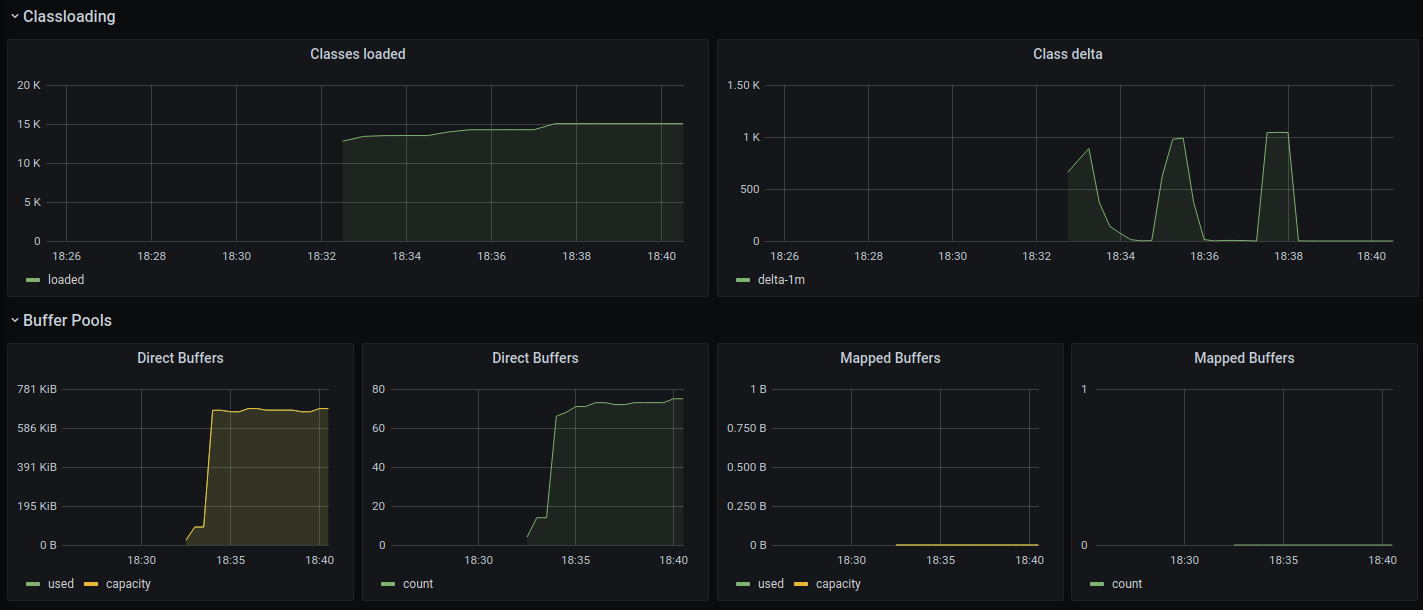 Classloading
Classes loaded
20 K
15 K
10 K
5 K
0
18:26 18:28 18:30 18:32 18:34 18:36 18:38 18:40
loaded
Class delta
1.50 K
1 K
500
0
18:26 18:28 18:30 18:32 18:34 18:36 18:38 18:40
delta-1m
Buffer Pools
Direct Buffers
781 KiB
586 KiB
391 KiB
195 KiB
0 B
18:30 18:35 18:40
used capacity
Direct Buffers
80
60
40
20
0
18:30 18:35 18:40
count
Mapped Buffers
1 B
0.750 B
0.500 B
0.250 B
0 B
18:30 18:35 18:40
used capacity
Mapped Buffers
1
0
18:30 18:35 18:40
count